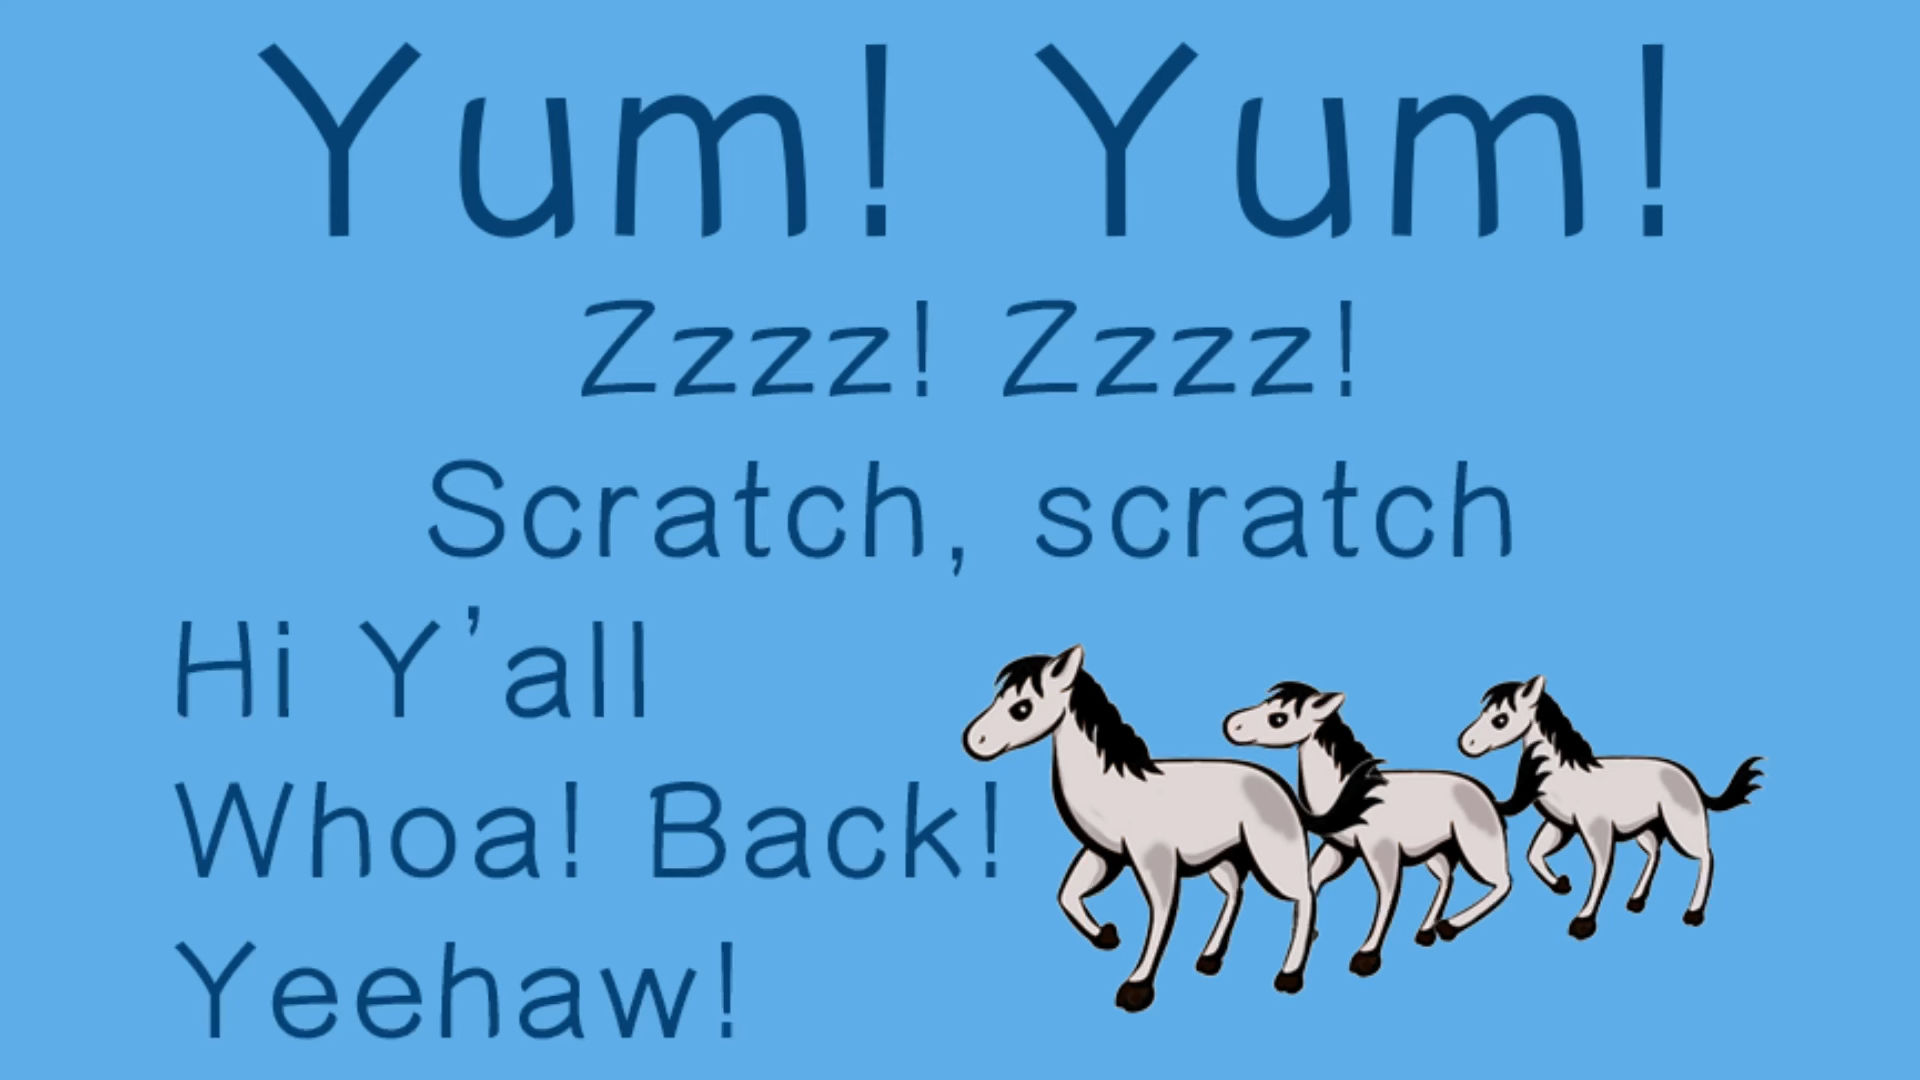 Yum! Yum!
Zzzz! Zzzz!
Scratch, scratch
Hi Y’all
Whoa! Back!
Yeehaw!